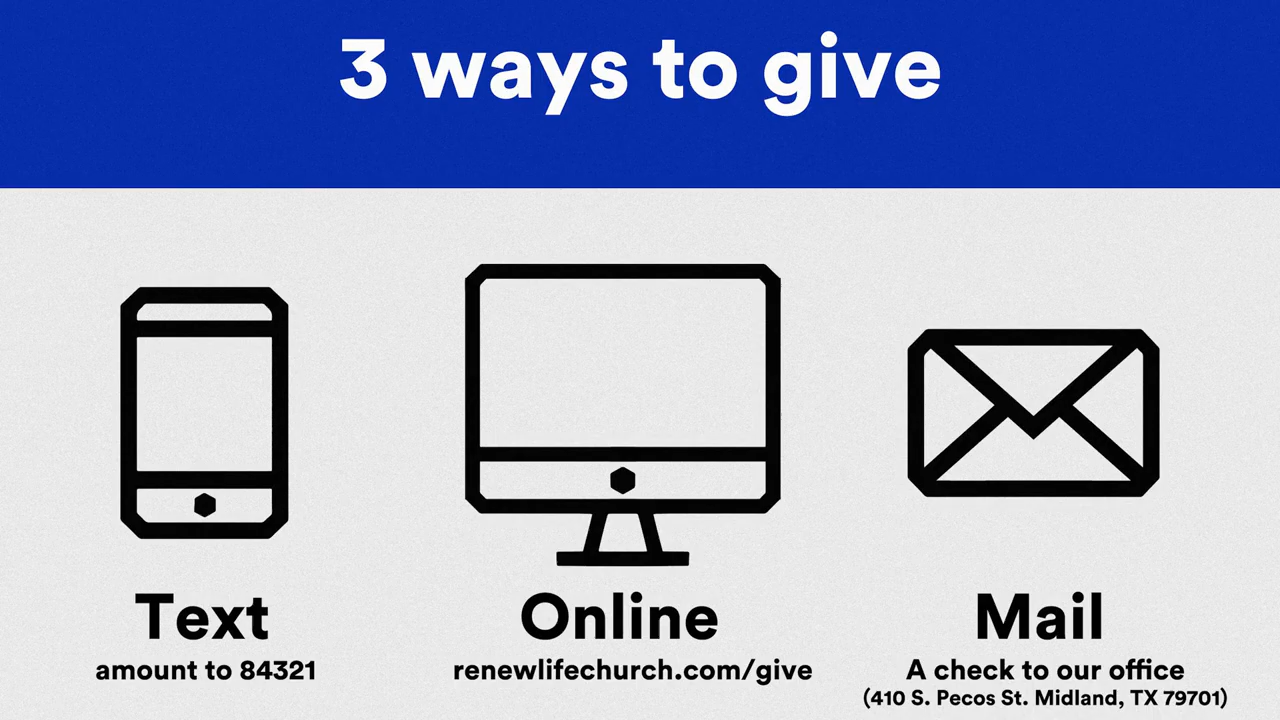 3 ways to give
Text
amount to 84321
Online
renewlifechurch.com/give
Mail
A check to our office
(410 S. Pecos St. Midland, TX 79701)